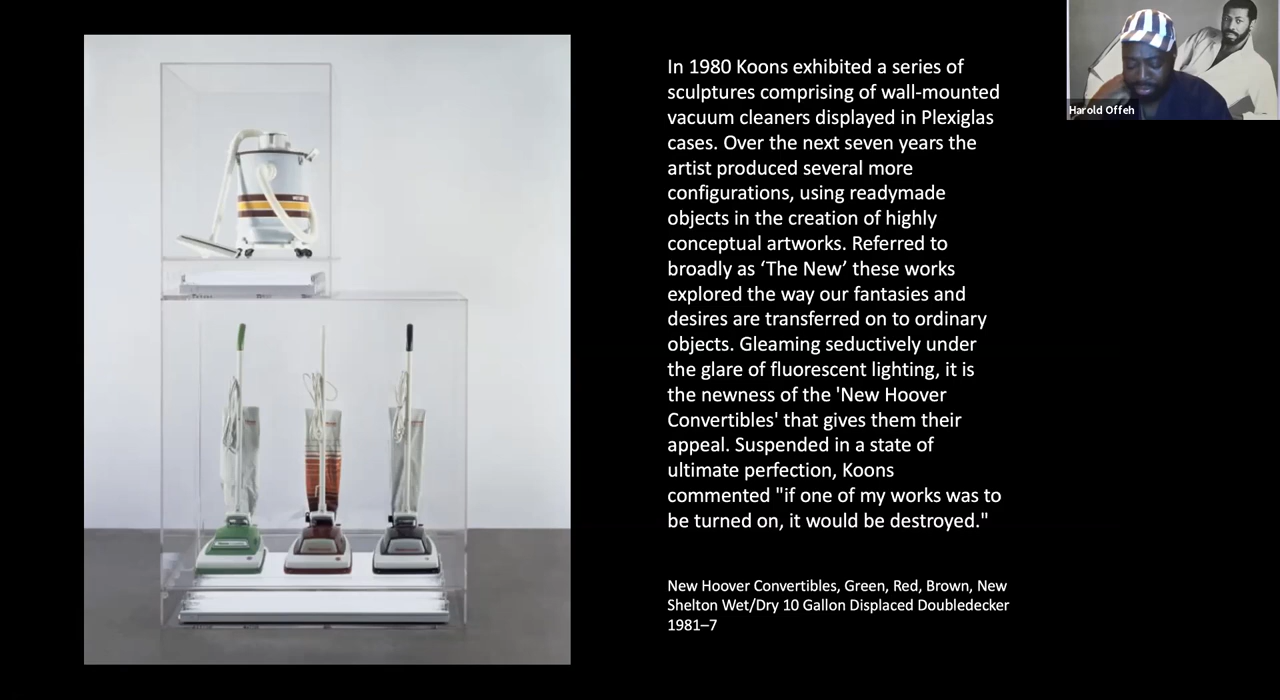 In 1980 Koons exhibited a series of
sculptures comprising of wall-mounted
vacuum cleaners displayed in Plexiglas
cases. Over the next seven years the
artist produced several more
configurations, using readymade
objects in the creation of highly
conceptual artworks. Referred to
broadly as ‘The New’ these works
explored the way our fantasies and
desires are transferred on to ordinary
objects. Gleaming seductively under
the glare of fluorescent lighting, it is
the newness of the 'New Hoover
Convertibles' that gives them their
appeal. Suspended in a state of
ultimate perfection, Koons
commented "if one of my works was to
be turned on, it would be destroyed."
New Hoover Convertibles, Green, Red, Brown, New
Shelton Wet/Dry 10 Gallon Displaced Doubledecker
1981–7
Harold Offeh